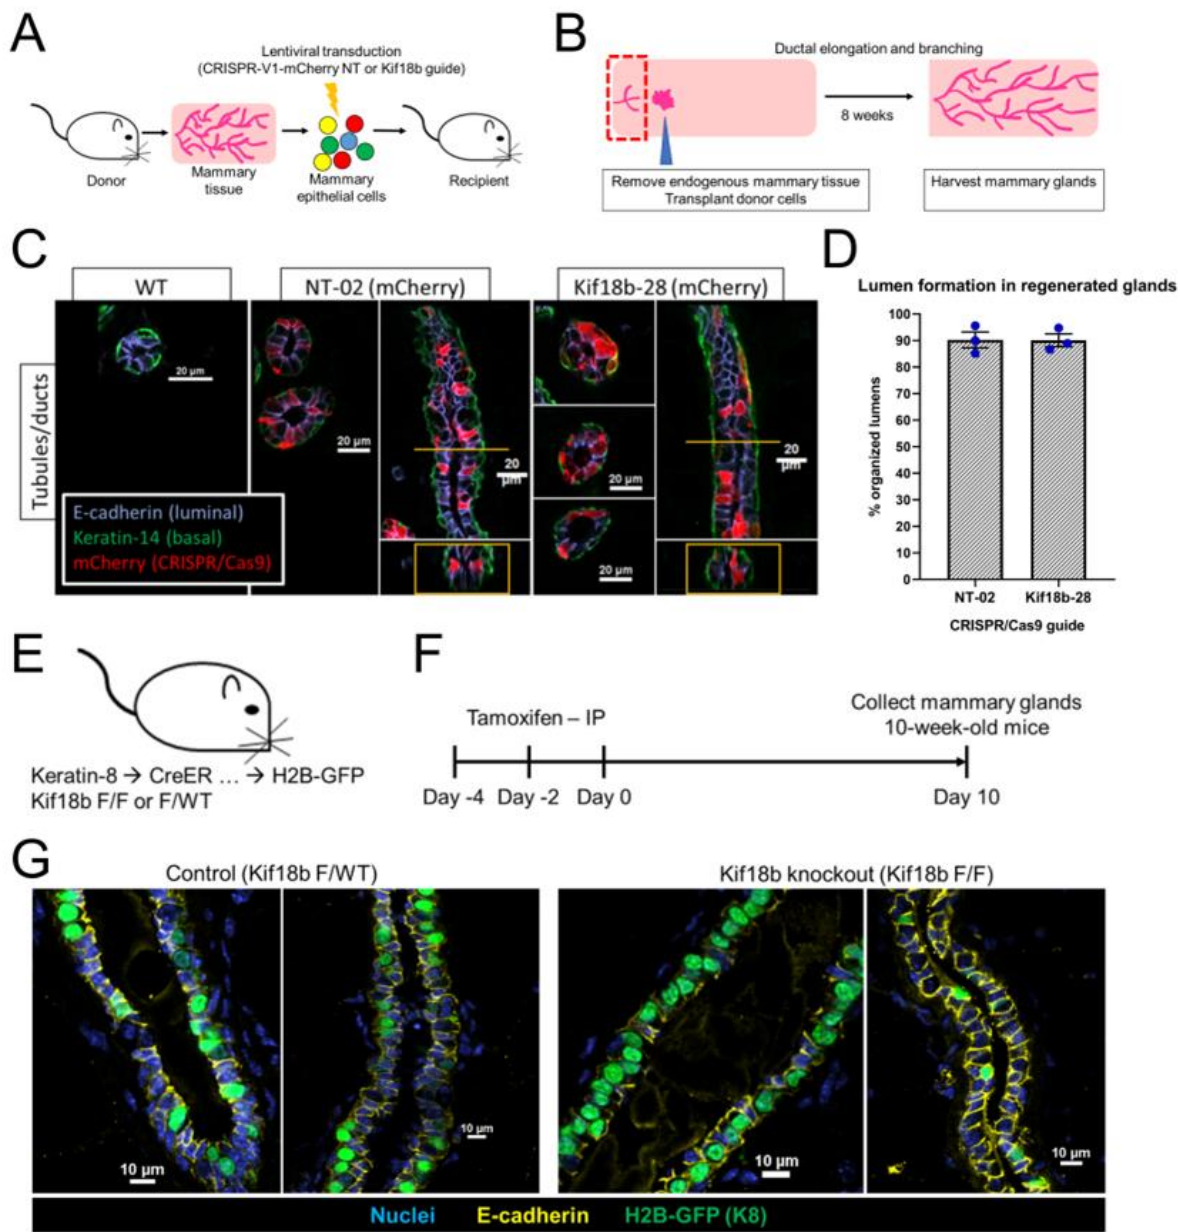 A
Lentiviral transduction
(CRISPR-V1-mCherry NT or Kif18b guide)
Donor
Mammary
tissue
Mammary
epithelial cells
Recipient
B
Ductal elongation and branching
8 weeks
Remove endogenous mammary tissue
Transplant donor cells
Harvest mammary glands
C
WT
NT-02 (mCherry)
Kif18b-28 (mCherry)
Tubules/ducts
20 µm
20 µm
20
µm
20 µm
20 µm
20 µm
20
µm
E-cadherin (luminal)
Keratin-14 (basal)
mCherry (CRISPR/Cas9)
D
Lumen formation in regenerated glands
% organized lumens
100
90
80
70
60
50
40
30
20
10
0
NT-02
Kif18b-28
CRISPR/Cas9 guide
E
Keratin-8 → CreER ... → H2B-GFP
Kif18b F/F or F/WT
F
Tamoxifen – IP
Collect mammary glands
10-week-old mice
Day -4
Day -2
Day 0
Day 10
G
Control (Kif18b F/WT)
Kif18b knockout (Kif18b F/F)
10 µm
10 µm
10 µm
10 µm
Nuclei E-cadherin H2B-GFP (K8)